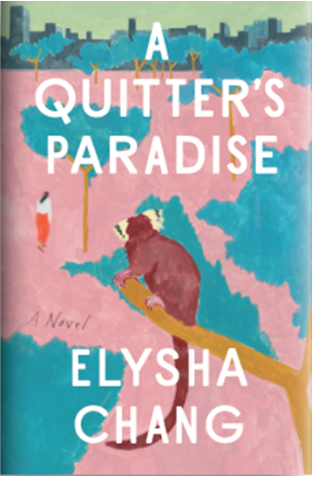 A
QUITTER'S
PARADISE
A Novel
ELYSHA
CHANG